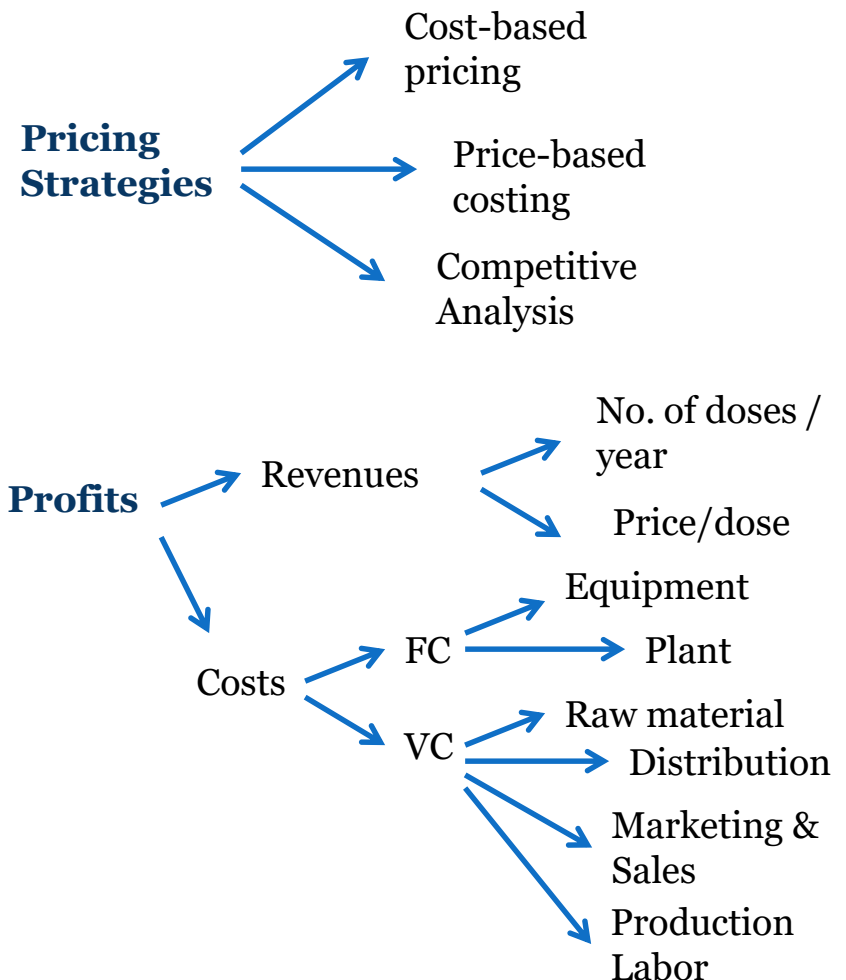 Cost-based
pricing
Pricing
Strategies
Price-based
costing
Competitive
Analysis
No. of doses /
year
Revenues
Profits
Price/dose
Equipment
FC
Plant
Costs
Raw material
VC
Distribution
Marketing &
Sales
Production
Labor